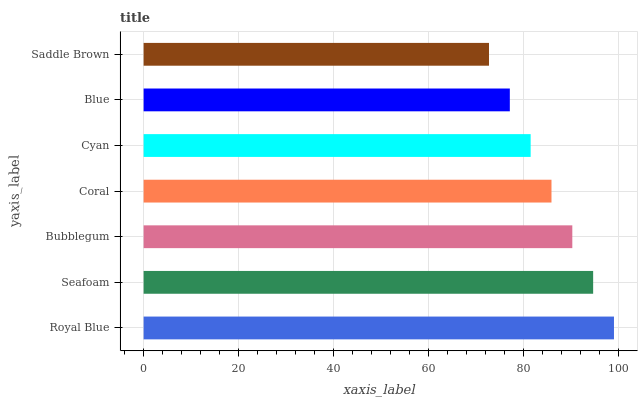 title
yaxis_label
Saddle Brown
Blue
Cyan
Coral
Bubblegum
Seafoam
Royal Blue
0 20 40 60 80 100
xaxis_label